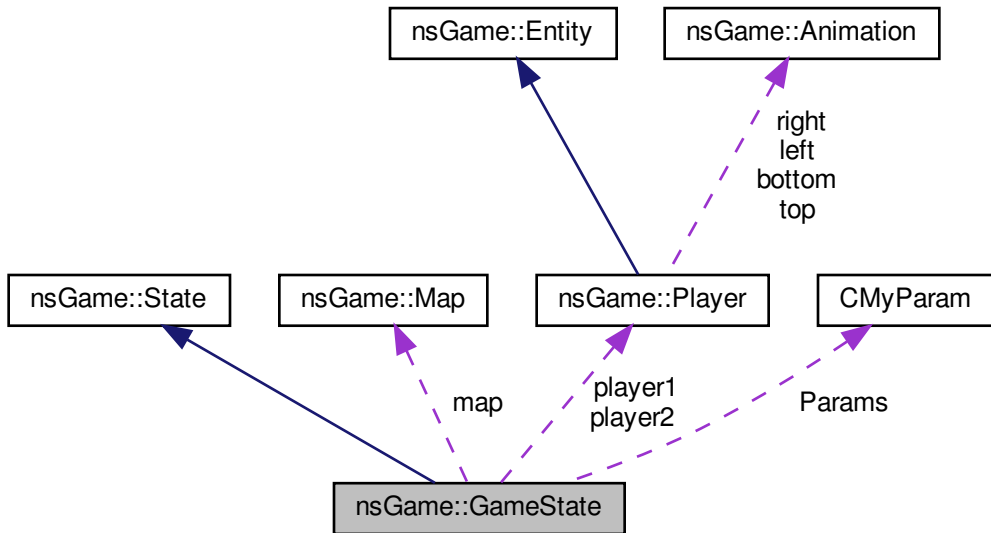 nsGame::Entity
nsGame::Animation
right
left
bottom
top
nsGame::State
nsGame::Map
nsGame::Player
CMyParam
map
player1
player2
Params
nsGame::GameState